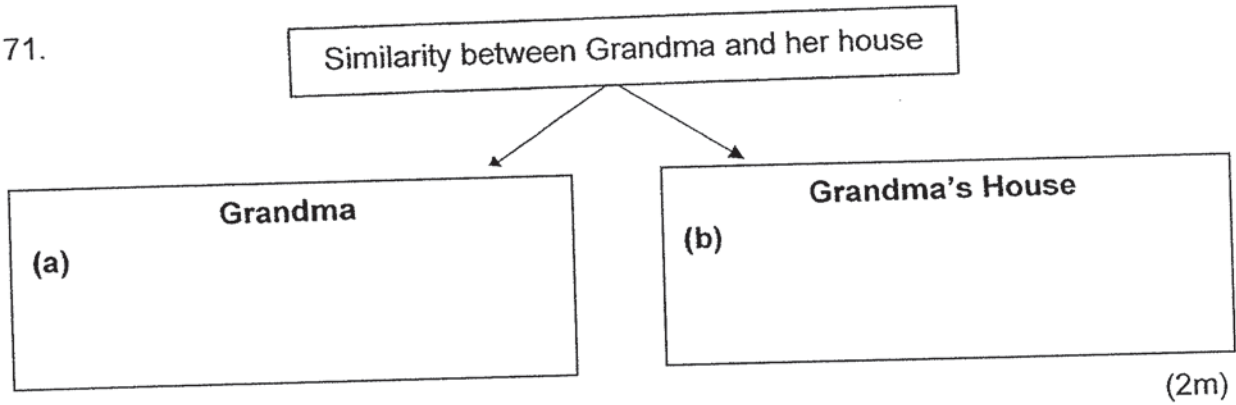 71.
Similarity between Grandma and her house
Grandma
(a)
Grandma's House
(b)
(2m)